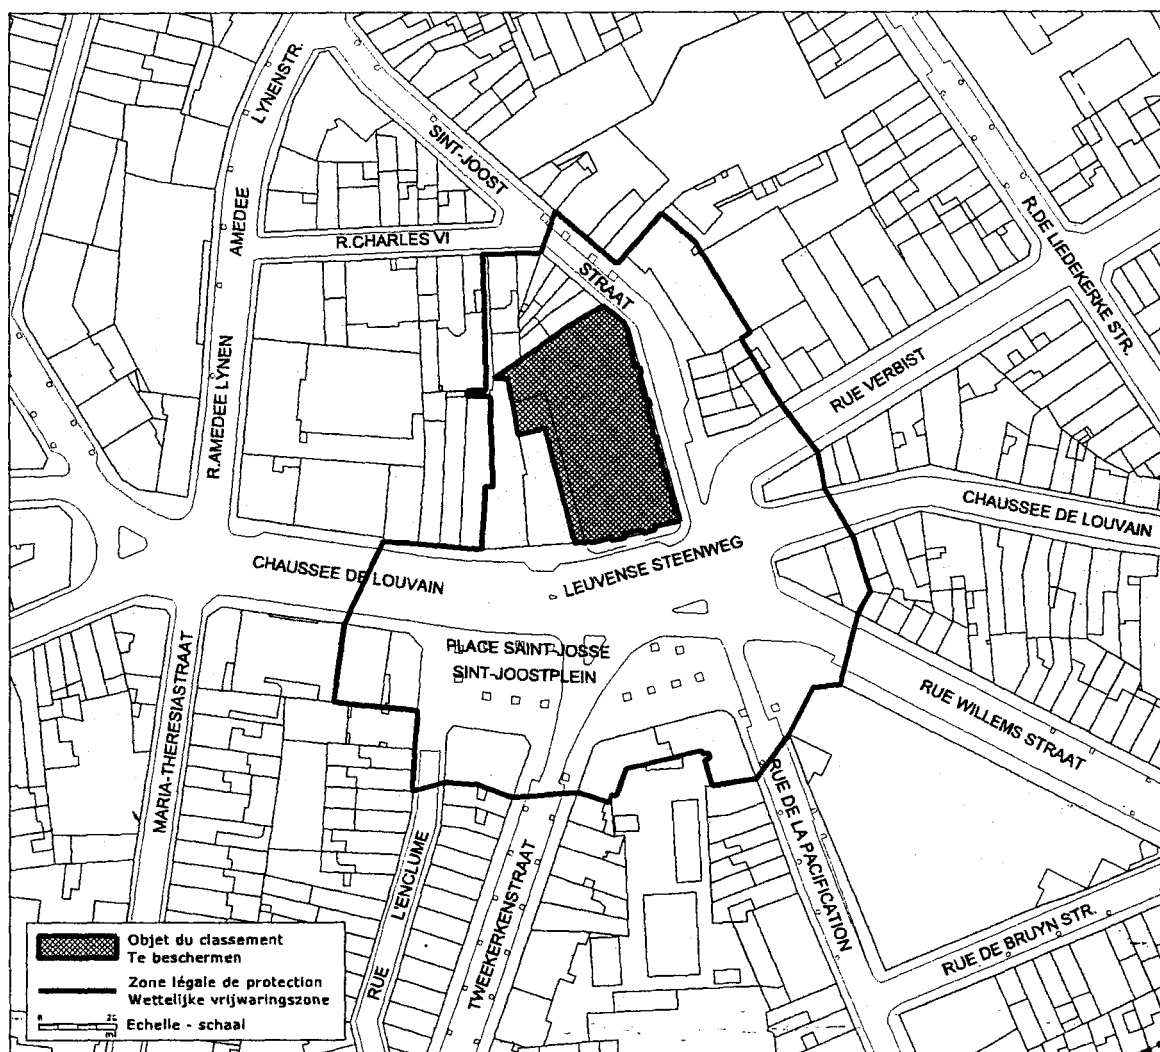 LYNENSTR.
AMEDEE
SINT-JOOST
STRAAT
R.CHARLES VI
R.AMEDEE LYNEN
R.DE LIEDEKERKE STR.
RUE VERBIST
CHAUSSEE DE LOUVAIN
CHAUSSEE DE LOUVAIN
LEUVENSE STEENWEG
PLACE SAINT-JOSSE
SINT-JOOSTPLEIN
MARIA-THERESIASTRAAT
RUE WILLEMS STRAAT
RUE DE LA PACIFICATION
RUE DE BRUYN STR.
RUE
L'ENCLUME
TWEEKERKENSTRAAT
Objet du classement
Te beschermen
Zone légale de protection
Wettelijke vrijwaringszone
Echelle - schaal